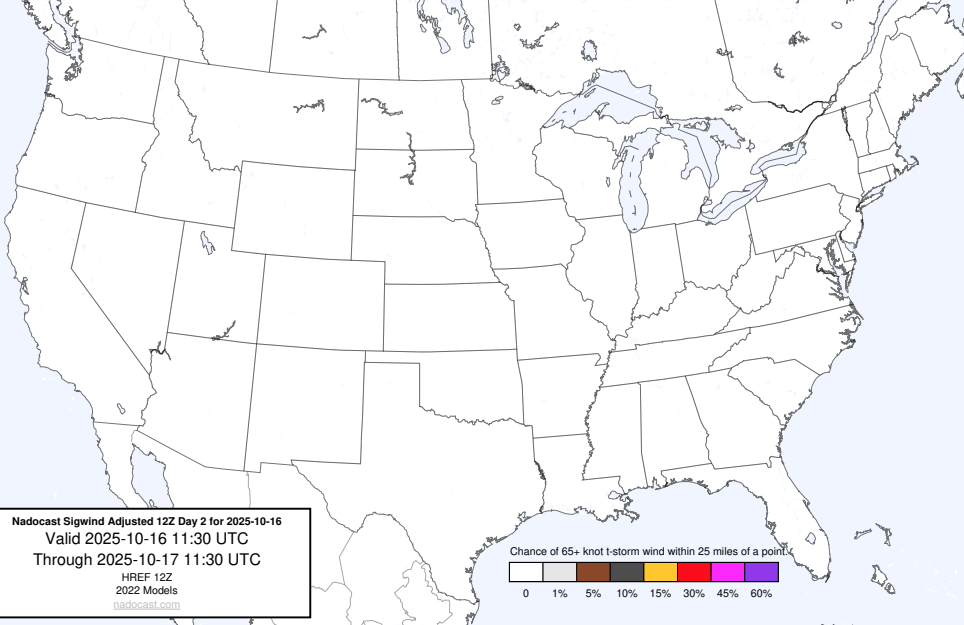 Nadocast Sigwind Adjusted 12Z Day 2 for 2025-10-16
Valid 2025-10-16 11:30 UTC
Through 2025-10-17 11:30 UTC
HREF 12Z
2022 Models
nadocast.com
Chance of 65+ knot t-storm wind within 25 miles of a point.
0 1% 5% 10% 15% 30% 45% 60%